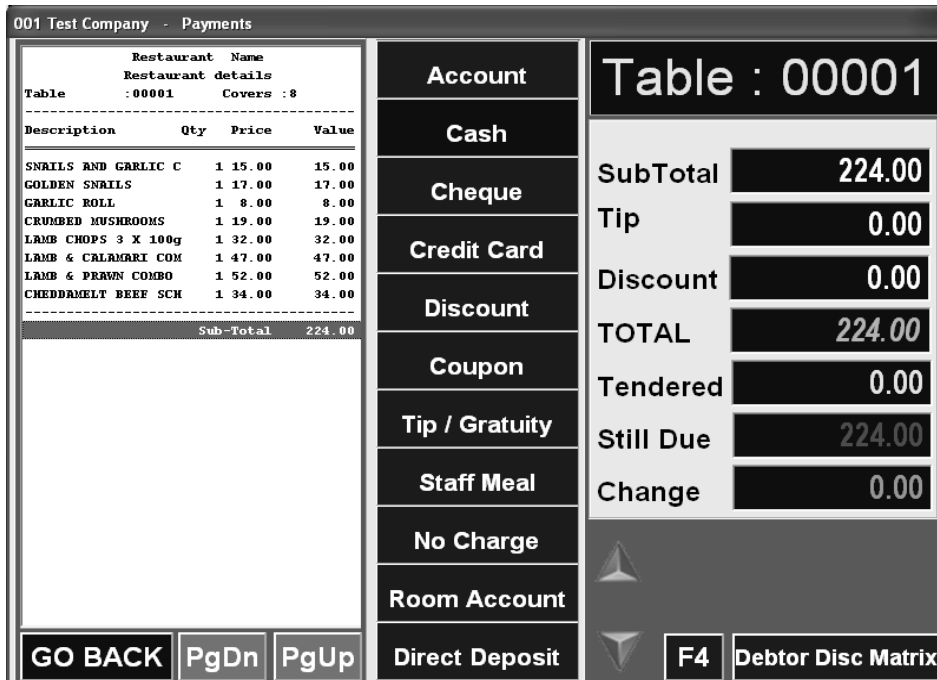 001 Test Company - Payments
Restaurant Name
Restaurant details
Table :00001 Covers :8
Description Qty Price Value
SNAILS AND GARLIC C 1 15.00 15.00
GOLDEN SNAILS 1 17.00 17.00
GARLIC ROLL 1 8.00 8.00
CRUMBED MUSHROOMS 1 19.00 19.00
LAMB CHOPS 3 X 100g 1 32.00 32.00
LAMB & CALAMARI COM 1 47.00 47.00
LAMB & PRAWN COMBO 1 52.00 52.00
CHEDDAMELT BEEF SCH 1 34.00 34.00
Sub-Total 224.00
GO BACK PgDn PgUp
Account
Cash
Cheque
Credit Card
Discount
Coupon
Tip / Gratuity
Staff Meal
No Charge
Room Account
Direct Deposit
Table : 00001
SubTotal 224.00
Tip 0.00
Discount 0.00
TOTAL 224.00
Tendered 0.00
Still Due 224.00
Change 0.00
F4 Debtor Disc Matrix